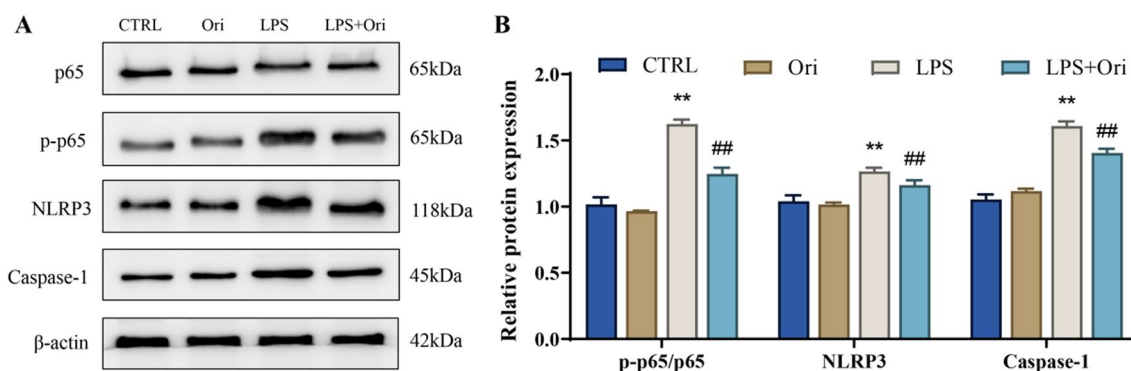 A
CTRL Ori LPS LPS+Ori
p65 65kDa
p-p65 65kDa
NLRP3 118kDa
Caspase-1 45kDa
β-actin 42kDa
B
CTRL Ori LPS LPS+Ori
Relative protein expression
2.0
1.5
1.0
0.5
0.0
** ## ** ## ** ##
p-p65/p65 NLRP3 Caspase-1